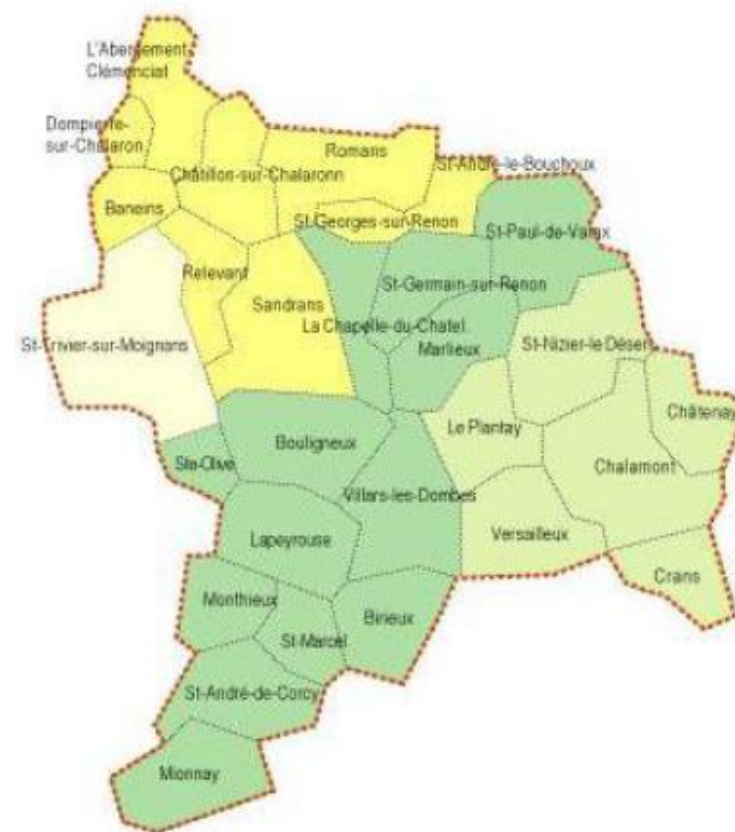 L'Abergement
Clémenciat
Dompierre-
sur-Chalaron
Romans
Châtillon-sur-Chalaronn
St-André-le-Bouchoux
Baneins
St-Georges-sur-Renon
St-Paul-de-Varax
Relevant
St-Germain-sur-Renon
Sandrans
La Chapelle-du-Chatel
St-Trivier-sur-Moignans
Marlieux
St-Nizier-le Désert
Châtenay
Le Plantay
Bouligneux
Ste-Olive
Chalamont
Villars-les-Dombes
Versailleux
Lapeyrouse
Crans
Monthieux
Birieux
St-Marcel
St-André-de-Corcy
Mionnay